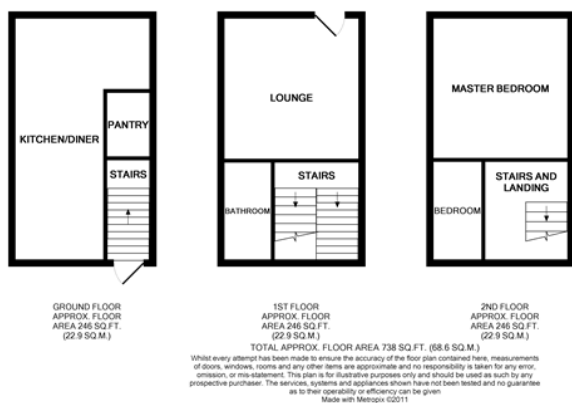 KITCHEN/DINER
PANTRY
STAIRS
GROUND FLOOR
APPROX. FLOOR
AREA 246 SQ.FT.
(22.9 SQ.M.)
LOUNGE
BATHROOM
STAIRS
1ST FLOOR
APPROX. FLOOR
AREA 246 SQ.FT.
(22.9 SQ.M.)
MASTER BEDROOM
BEDROOM
STAIRS AND
LANDING
2ND FLOOR
APPROX. FLOOR
AREA 246 SQ.FT.
(22.9 SQ.M.)
TOTAL APPROX. FLOOR AREA 738 SQ.FT. (68.6 SQ.M.)
Whilst every attempt has been made to ensure the accuracy of the floor plan contained here, measurements
of doors, windows, rooms and any other items are approximate and no responsibility is taken for any error,
omission, or mis-statement. This plan is for illustrative purposes only and should be used as such by any
prospective purchaser. The services, systems and appliances shown have not been tested and no guarantee
as to their operability or efficiency can be given
Made with Metropix ©2011